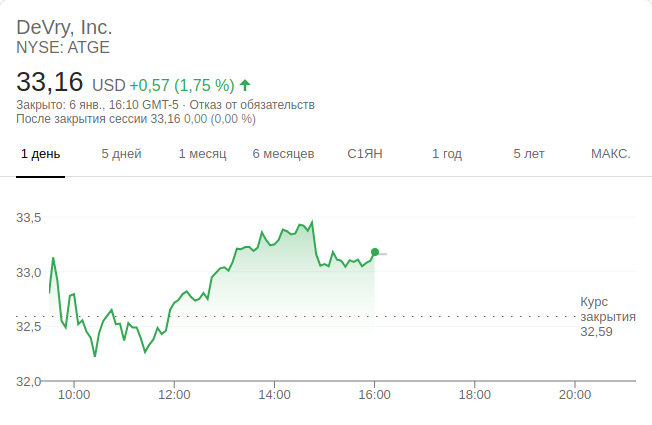 DeVry, Inc.
NYSE: ATGE
33,16 USD +0,57 (1,75 %)
Закрыто: 6 янв., 16:10 GMT-5 · Отказ от обязательств
После закрытия сессии 33,16 0,00 (0,00 %)
1 день 5 дней 1 месяц 6 месяцев С1ЯН 1 год 5 лет МАКС.
33,5
33,0
32,5
32,0
Курс
закрытия
32,59
10:00 12:00 14:00 16:00 18:00 20:00